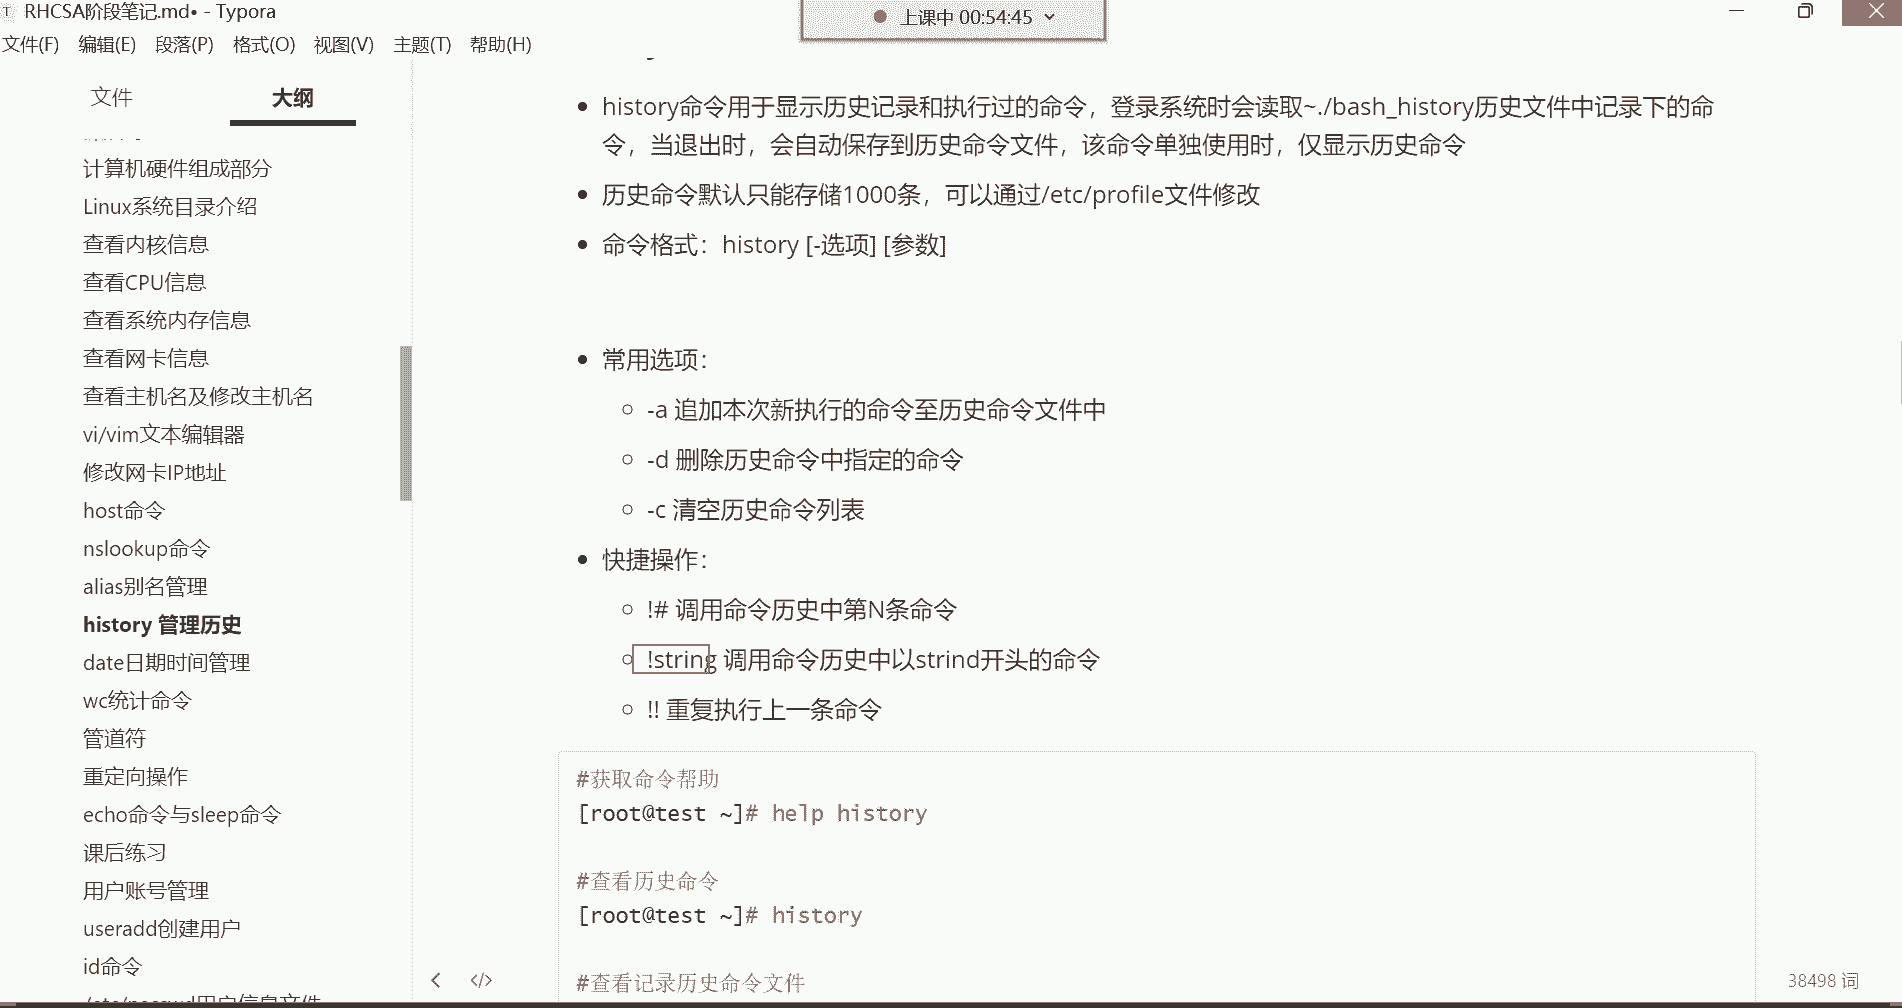 RHCSA阶段笔记.md• - Typora
上课中 00:54:45
文件(F) 编辑(E) 段落(P) 格式(O) 视图(V) 主题(T) 帮助(H)
文件 大纲
计算机硬件组成部分
Linux系统目录介绍
查看内核信息
查看CPU信息
查看系统内存信息
查看网卡信息
查看主机名及修改主机名
vi/vim文本编辑器
修改网卡IP地址
host命令
nslookup命令
alias别名管理
history 管理历史
date日期时间管理
wc统计命令
管道符
重定向操作
echo命令与sleep命令
课后练习
用户账号管理
useradd创建用户
id命令
/etc/passwd用户信息文件
history命令用于显示历史记录和执行过的命令，登录系统时会读取~./bash_history历史文件中记录下的命
令，当退出时，会自动保存到历史命令文件，该命令单独使用时，仅显示历史命令
历史命令默认只能存储1000条，可以通过/etc/profile文件修改
命令格式：history [-选项] [参数]
常用选项：
-a 追加本次新执行的命令至历史命令文件中
-d 删除历史命令中指定的命令
-c 清空历史命令列表
快捷操作：
!# 调用命令历史中第N条命令
!string 调用命令历史中以strind开头的命令
!! 重复执行上一条命令
#获取命令帮助
[root@test ~]# help history
#查看历史命令
[root@test ~]# history
#查看记录历史命令文件
38498 词